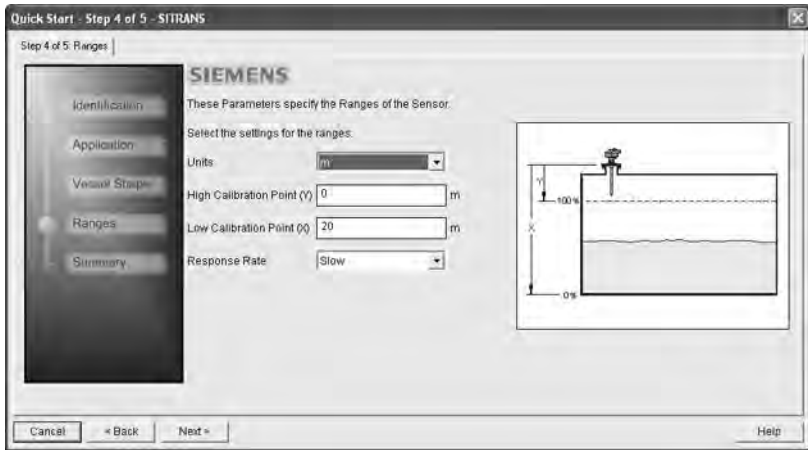 Quick Start - Step 4 of 5 - SITRANS
Step 4 of 5: Ranges
SIEMENS
Identification
Application
Vessel Shape
Ranges
Summary
These Parameters specify the Ranges of the Sensor.
Select the settings for the ranges.
Units
m
High Calibration Point (Y)
0
m
Low Calibration Point (X)
20
m
Response Rate
Slow
Y
100%
X
0%
Cancel
< Back
Next >
Help